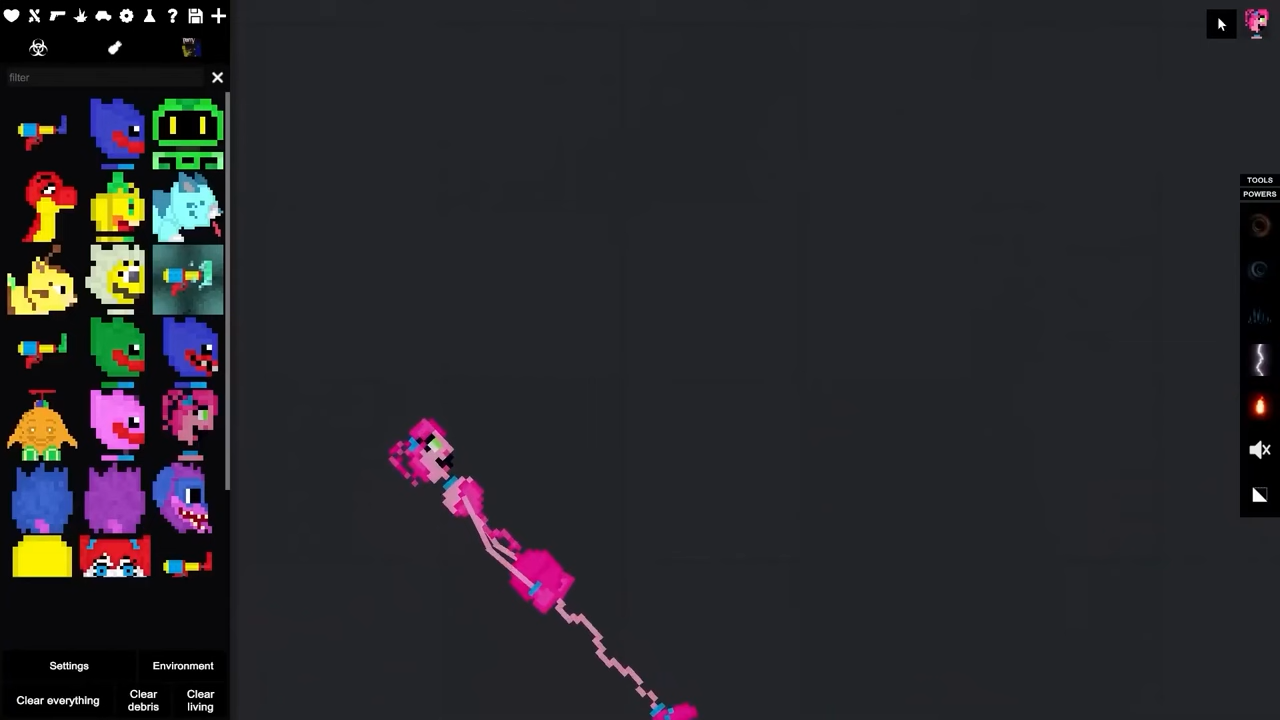 filter
TOOLS
POWERS
Settings
Environment
Clear everything
Clear debris
Clear living